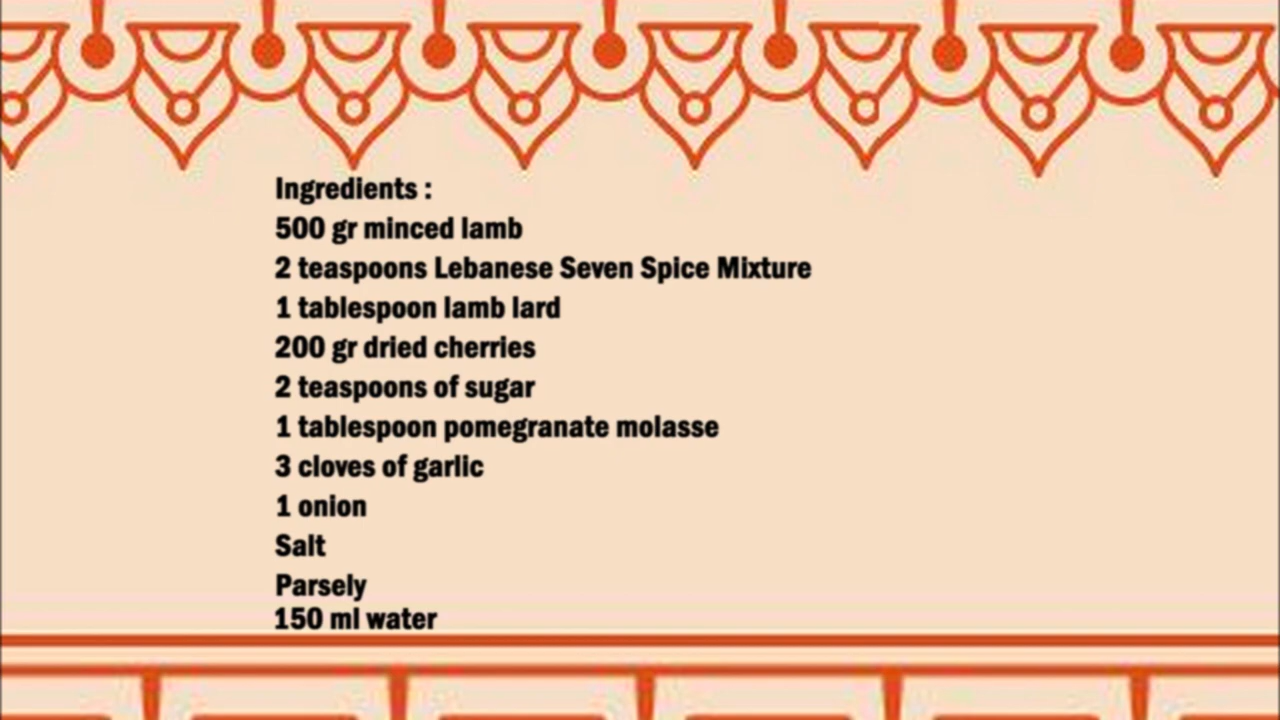 Ingredients :
500 gr minced lamb
2 teaspoons Lebanese Seven Spice Mixture
1 tablespoon lamb lard
200 gr dried cherries
2 teaspoons of sugar
1 tablespoon pomegranate molasse
3 cloves of garlic
1 onion
Salt
Parsely
150 ml water